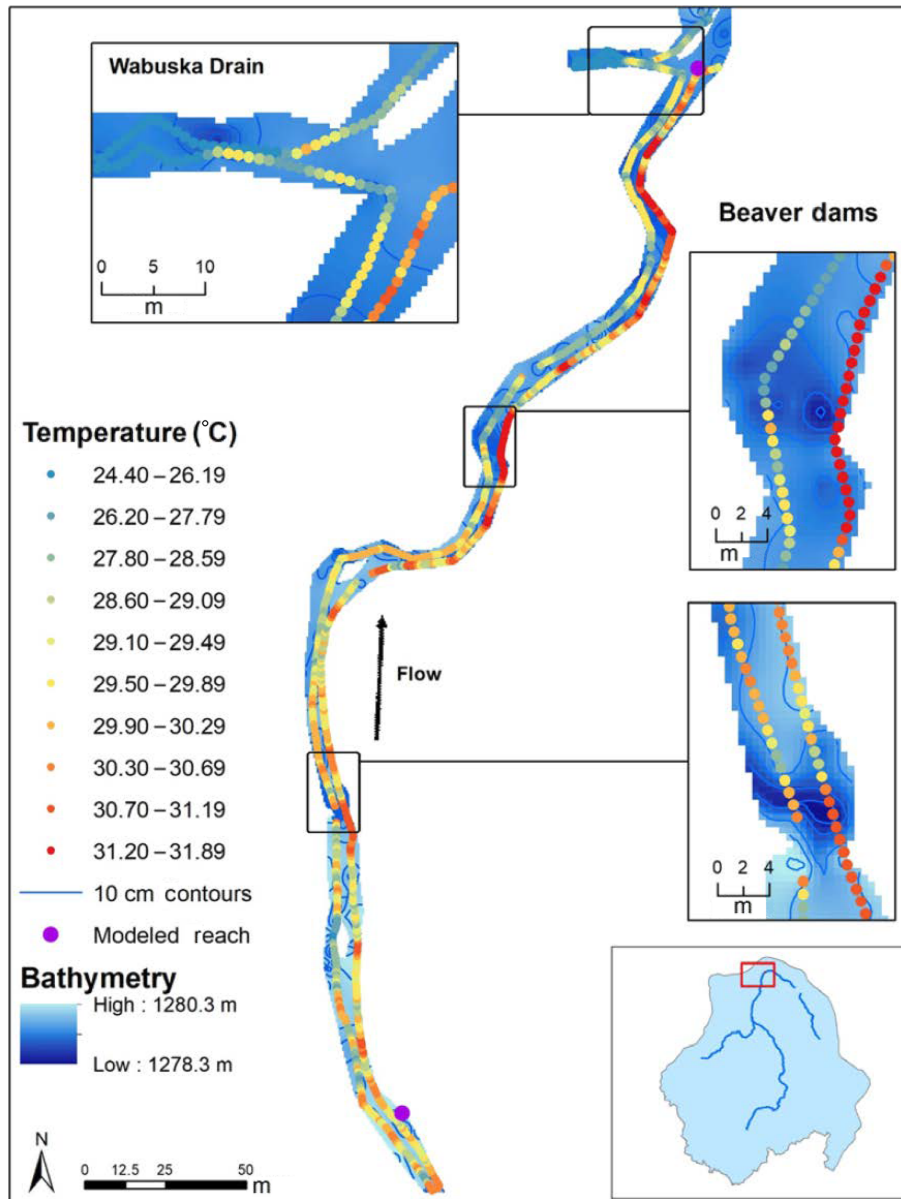 Wabuska Drain
0 5 10
m
Beaver dams
0 2 4
m
Temperature (°C)
24.40 – 26.19
26.20 – 27.79
27.80 – 28.59
28.60 – 29.09
29.10 – 29.49
29.50 – 29.89
29.90 – 30.29
30.30 – 30.69
30.70 – 31.19
31.20 – 31.89
10 cm contours
Modeled reach
Bathymetry
High : 1280.3 m
Low : 1278.3 m
Flow
0 2 4
m
N
0 12.5 25 50
m